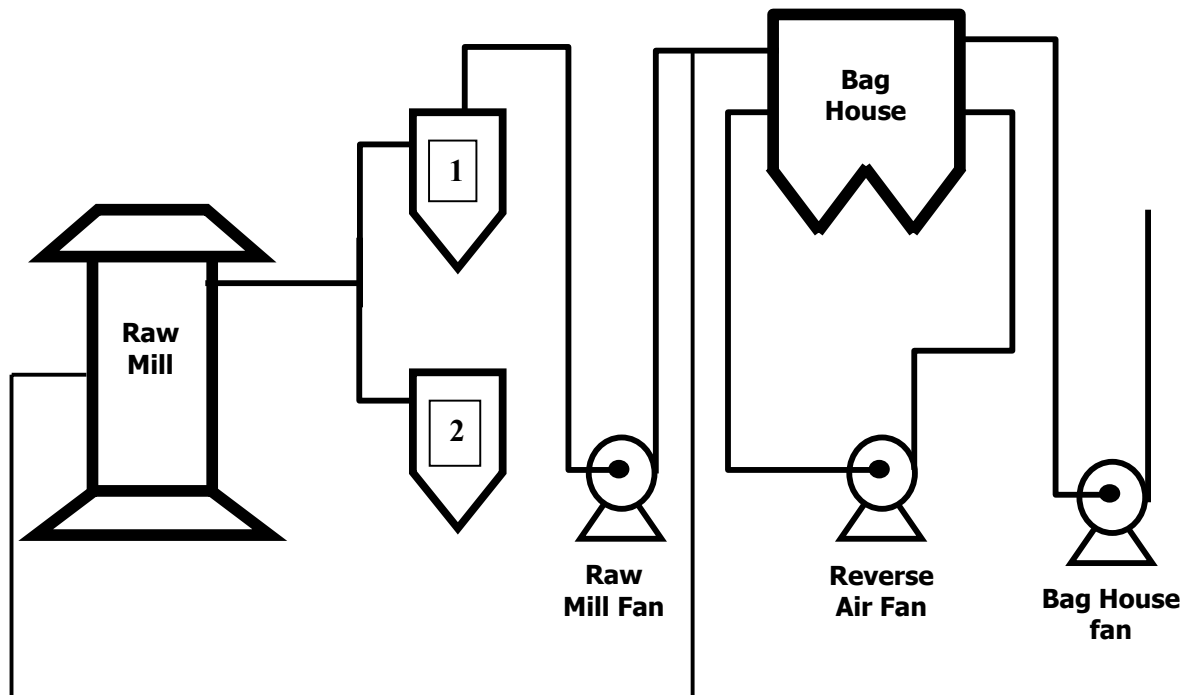 Bag
House
1
Raw
Mill
2
Raw
Mill Fan
Reverse
Air Fan
Bag House
fan